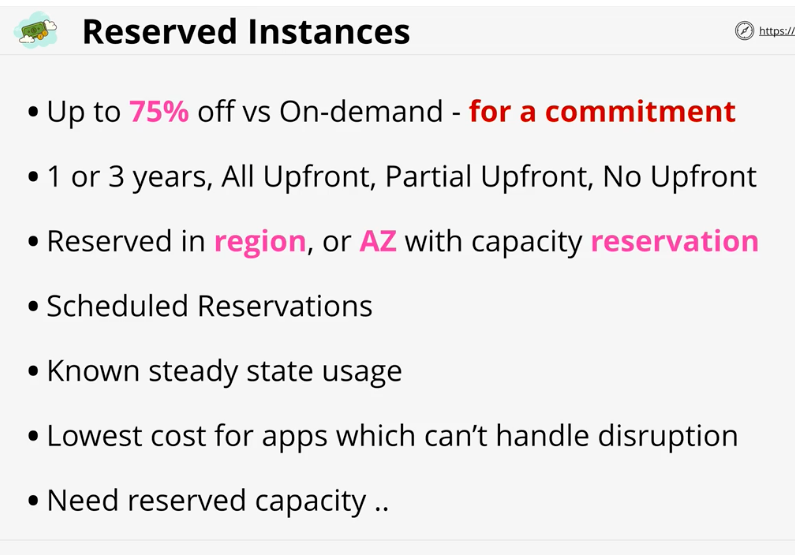 Reserved Instances
https://
• Up to 75% off vs On-demand - for a commitment
• 1 or 3 years, All Upfront, Partial Upfront, No Upfront
• Reserved in region, or AZ with capacity reservation
• Scheduled Reservations
• Known steady state usage
• Lowest cost for apps which can't handle disruption
• Need reserved capacity ..